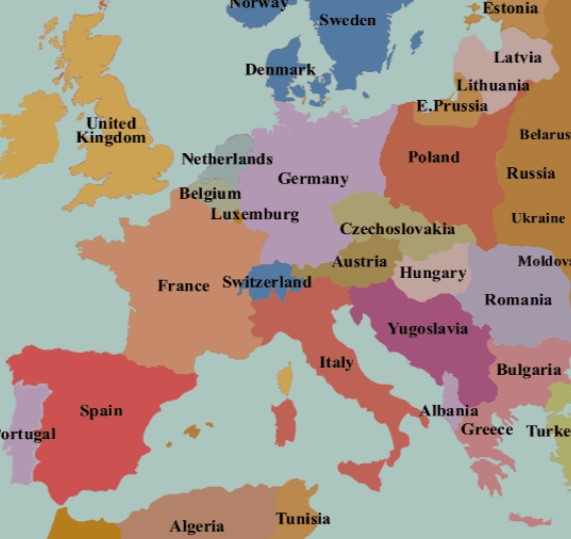 Norway
Sweden
Estonia
Latvia
Denmark
Lithuania
E.Prussia
United
Kingdom
Belarus
Netherlands
Poland
Russia
Germany
Belgium
Luxemburg
Ukraine
Czechoslovakia
Austria
Moldova
Hungary
France
Switzerland
Romania
Yugoslavia
Italy
Bulgaria
Spain
Albania
ortugal
Greece
Turke
Algeria
Tunisia